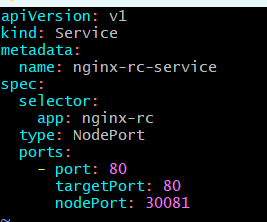 apiVersion: v1
kind: Service
metadata:
  name: nginx-rc-service
spec:
  selector:
    app: nginx-rc
  type: NodePort
  ports:
    - port: 80
      targetPort: 80
      nodePort: 30081
~